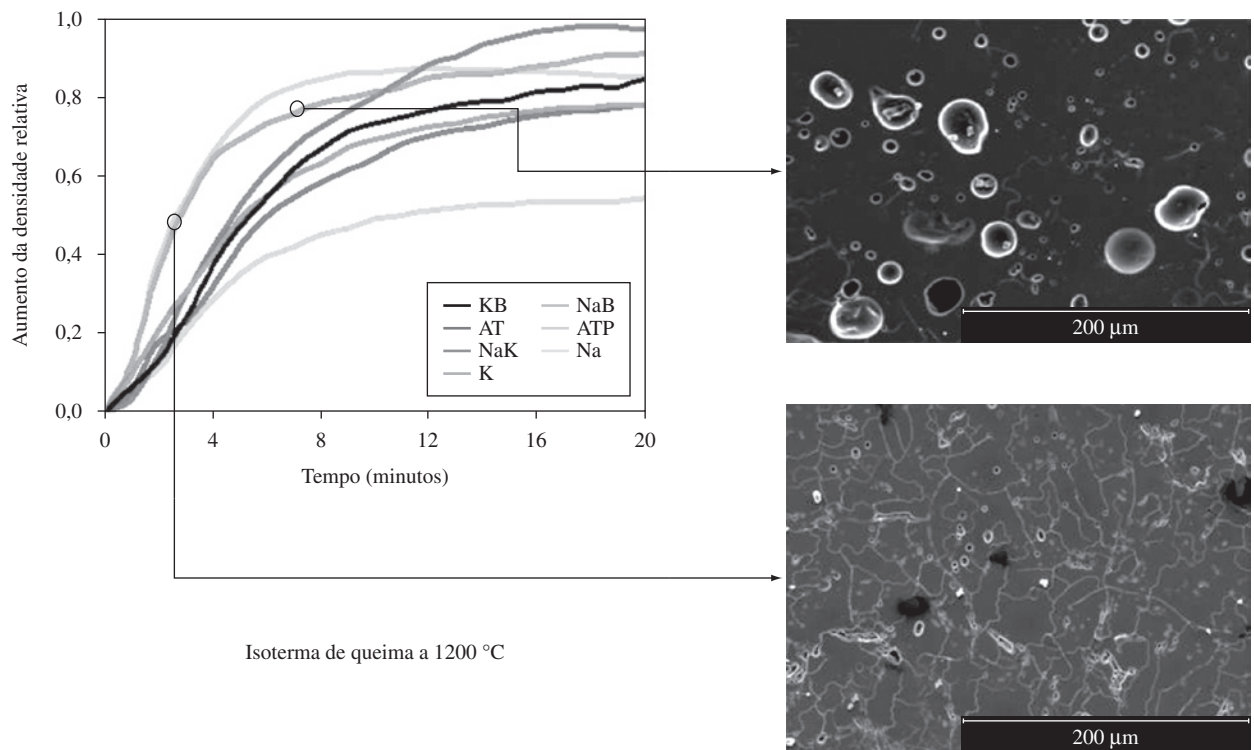 Aumento da densidade relativa
1,0
0,8
0,6
0,4
0,2
0,0
0 4 8 12 16 20
Tempo (minutos)
KB NaB
AT ATP
NaK Na
K
Isoterma de queima a 1200 °C
200 µm
200 µm